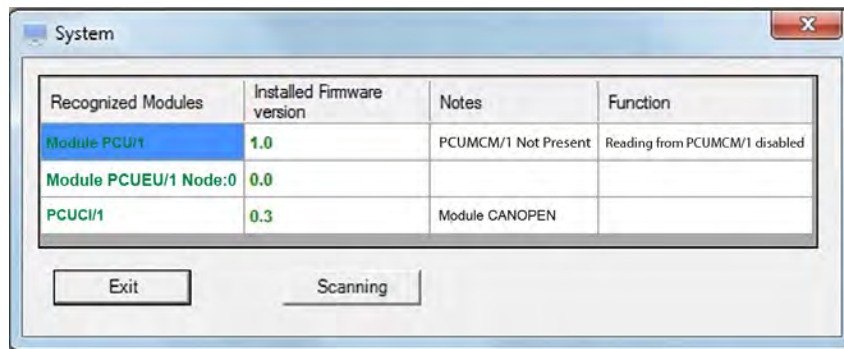 System
Recognized Modules Installed Firmware version Notes Function
Module PCU/1 1.0 PCUMCM/1 Not Present Reading from PCUMCM/1 disabled
Module PCUEU/1 Node:0 0.0
PCUCI/1 0.3 Module CANOPEN
Exit Scanning